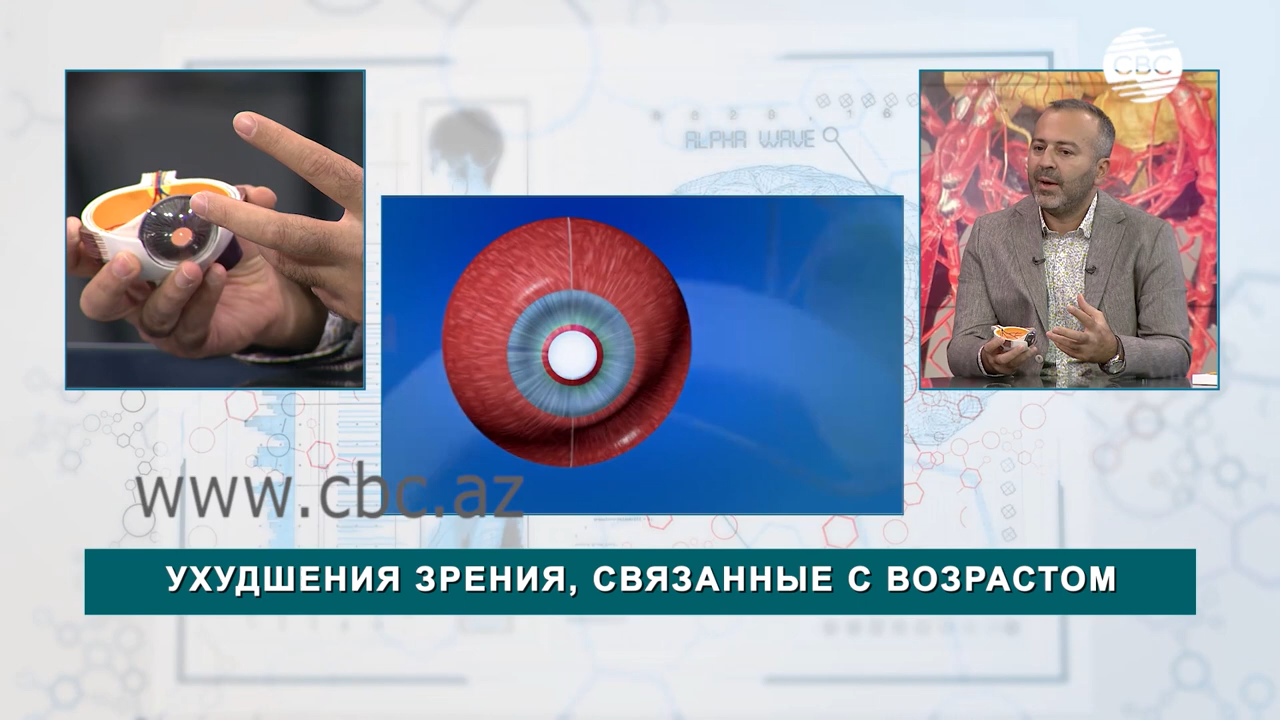 CBC
ALPHA WAVE
www.cbc.az
УХУДШЕНИЯ ЗРЕНИЯ, СВЯЗАННЫЕ С ВОЗРАСТОМ